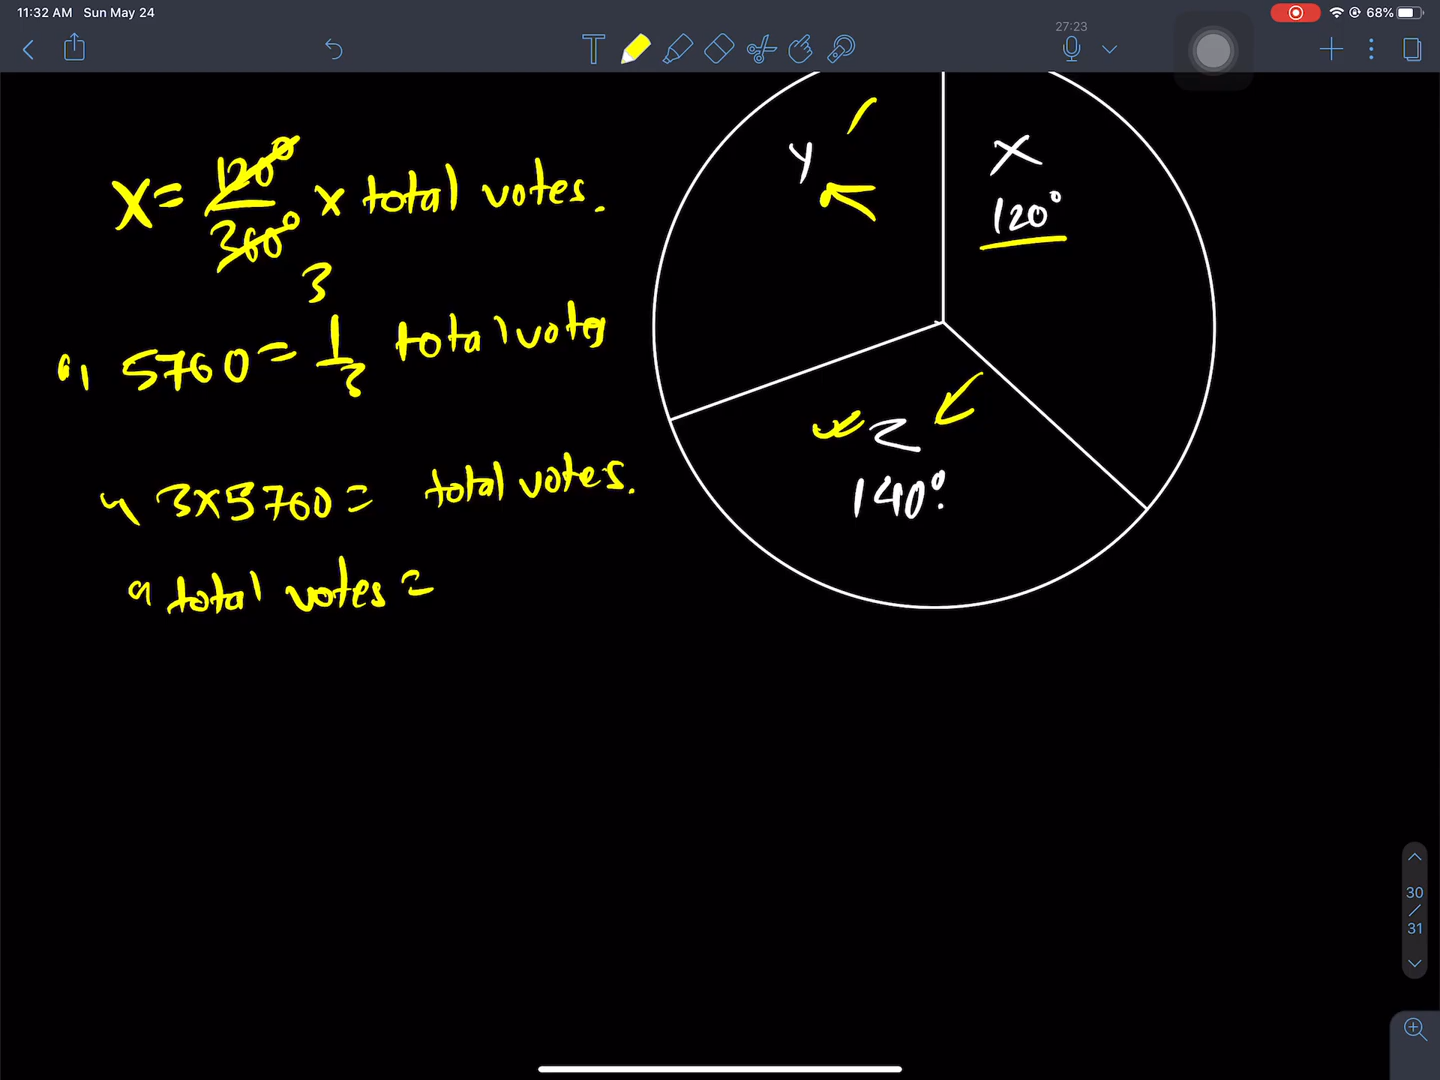 11:32 AM Sun May 24
68%
27:23
T
X = 120°/360° x total votes.
3
5760 = 1/3 total votes
3x5760 = total votes.
total votes =
Y
X
120°
Z
140°
30
/
31